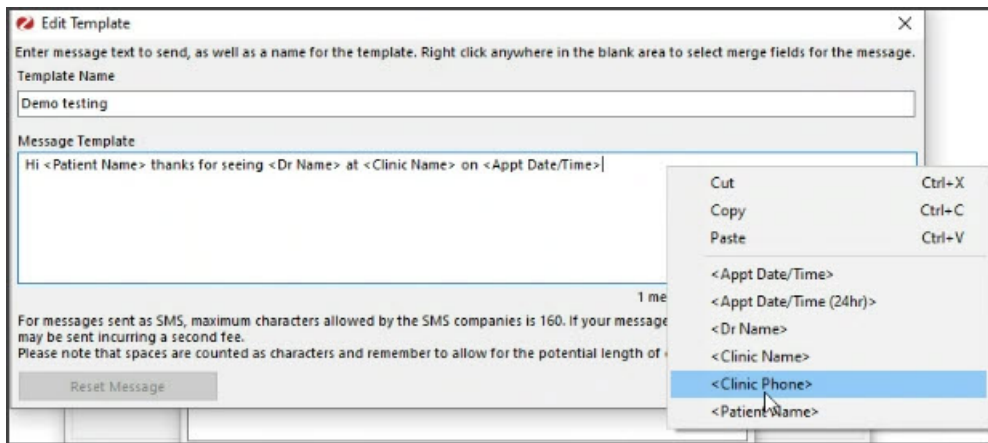 Edit Template
Enter message text to send, as well as a name for the template. Right click anywhere in the blank area to select merge fields for the message.
Template Name
Demo testing
Message Template
Hi <Patient Name> thanks for seeing <Dr Name> at <Clinic Name> on <Appt Date/Time>
Cut Ctrl+X
Copy Ctrl+C
Paste Ctrl+V
<Appt Date/Time>
<Appt Date/Time (24hr)>
<Dr Name>
<Clinic Name>
<Clinic Phone>
<Patient Name>
1
For messages sent as SMS, maximum characters allowed by the SMS companies is 160. If your message
may be sent incurring a second fee.
Please note that spaces are counted as characters and remember to allow for the potential length of
Reset Message